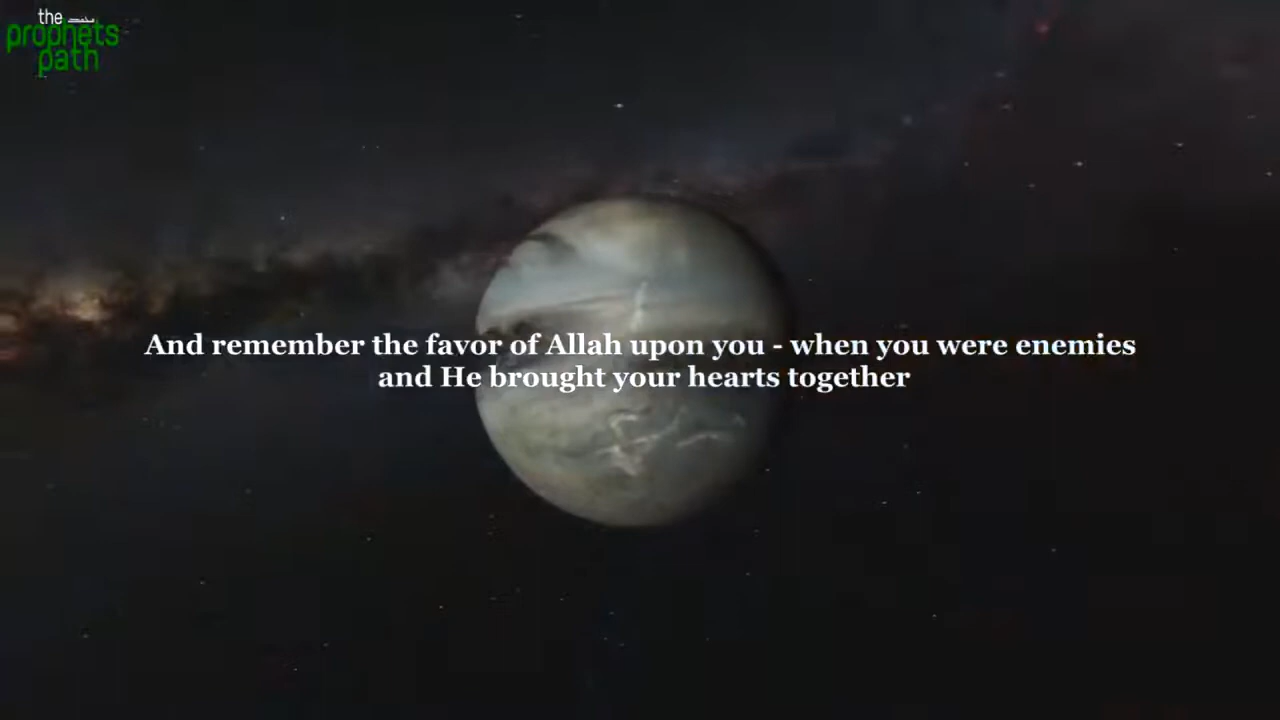 the محمد
prophets
path
And remember the favor of Allah upon you - when you were enemies
and He brought your hearts together